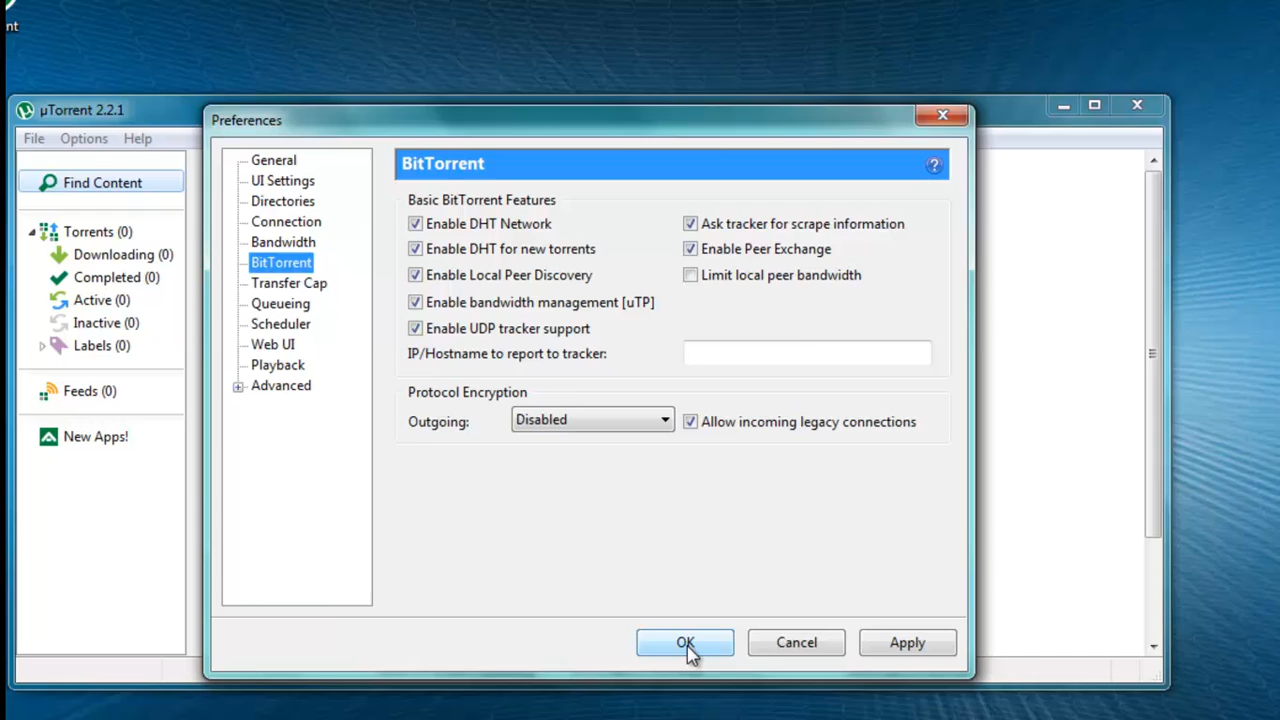 nt
µTorrent 2.2.1
File Options Help
Find Content
Torrents (0)
Downloading (0)
Completed (0)
Active (0)
Inactive (0)
Labels (0)
Feeds (0)
New Apps!
Preferences
General
UI Settings
Directories
Connection
Bandwidth
BitTorrent
Transfer Cap
Queueing
Scheduler
Web UI
Playback
Advanced
BitTorrent
Basic BitTorrent Features
Enable DHT Network
Ask tracker for scrape information
Enable DHT for new torrents
Enable Peer Exchange
Enable Local Peer Discovery
Limit local peer bandwidth
Enable bandwidth management [uTP]
Enable UDP tracker support
IP/Hostname to report to tracker:
Protocol Encryption
Outgoing: Disabled
Allow incoming legacy connections
OK Cancel Apply